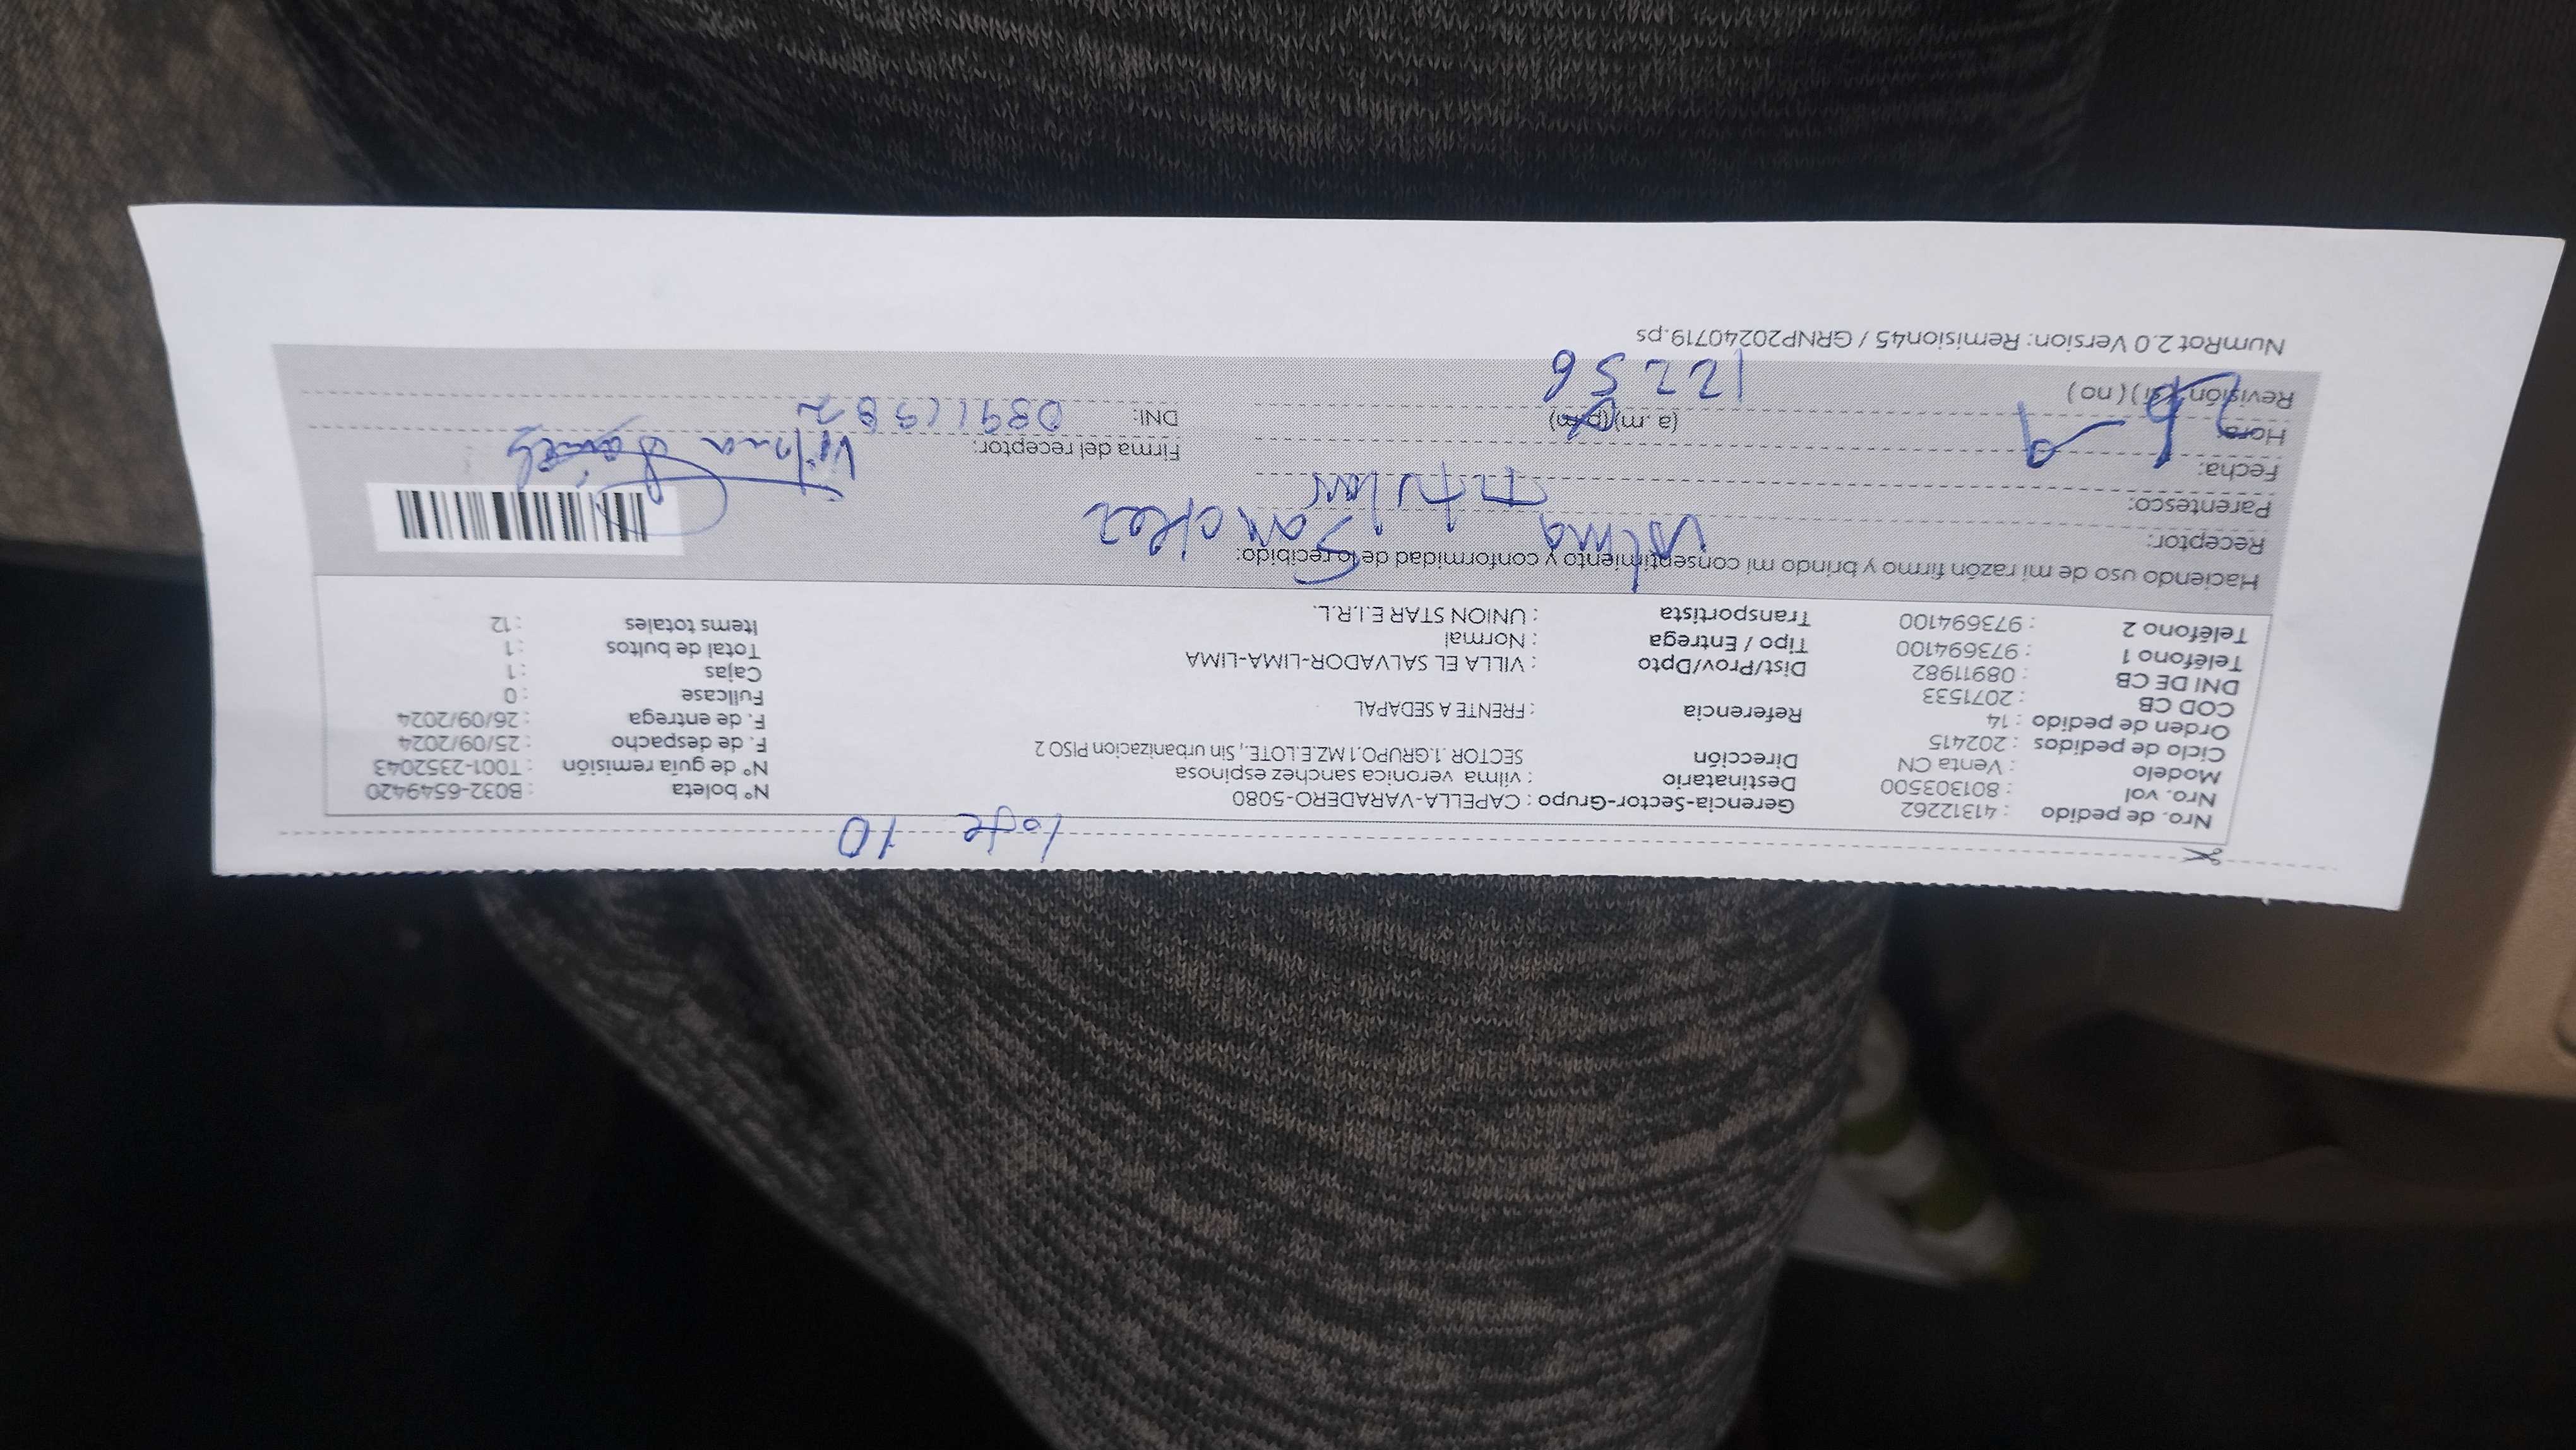 lote 10
Nro. de pedido : 41312262
Nro. vol : 801303500
Modelo : Venta CN
Ciclo de pedidos : 202415
Orden de pedido : 14
COD CB : 2071533
DNI DE CB : 08911982
Teléfono 1 : 973694100
Teléfono 2 : 973694100
Gerencia-Sector-Grupo : CAPELLA-VARADERO-5080
Destinatario : vilma veronica sanchez espinosa
Dirección SECTOR.1.GRUPO.1 MZ.E.LOTE., Sin urbanizacion PISO 2
Referencia : FRENTE A SEDAPAL
Dist/Prov/Dpto : VILLA EL SALVADOR-LIMA-LIMA
Tipo / Entrega : Normal
Transportista : UNION STAR E.I.R.L.
N° boleta : B032-6549420
N° de guía remisión : T001-2352043
F. de despacho : 25/09/2024
F. de entrega : 26/09/2024
Fullcase : 0
Cajas : 1
Total de bultos : 1
Items totales : 12
Haciendo uso de mi razón firmo y brindo mi consentimiento y conformidad de lo recibido:
Receptor: Vilma Sanchez
Parentesco: Titular
Fecha:
Hora: (a.m)(p.m) 12 56
Revisión: (si) (no)
Firma del receptor: Vilma
DNI: 08911982
NumRot 2.0 Version: Remision45 / GRNP20240719.ps